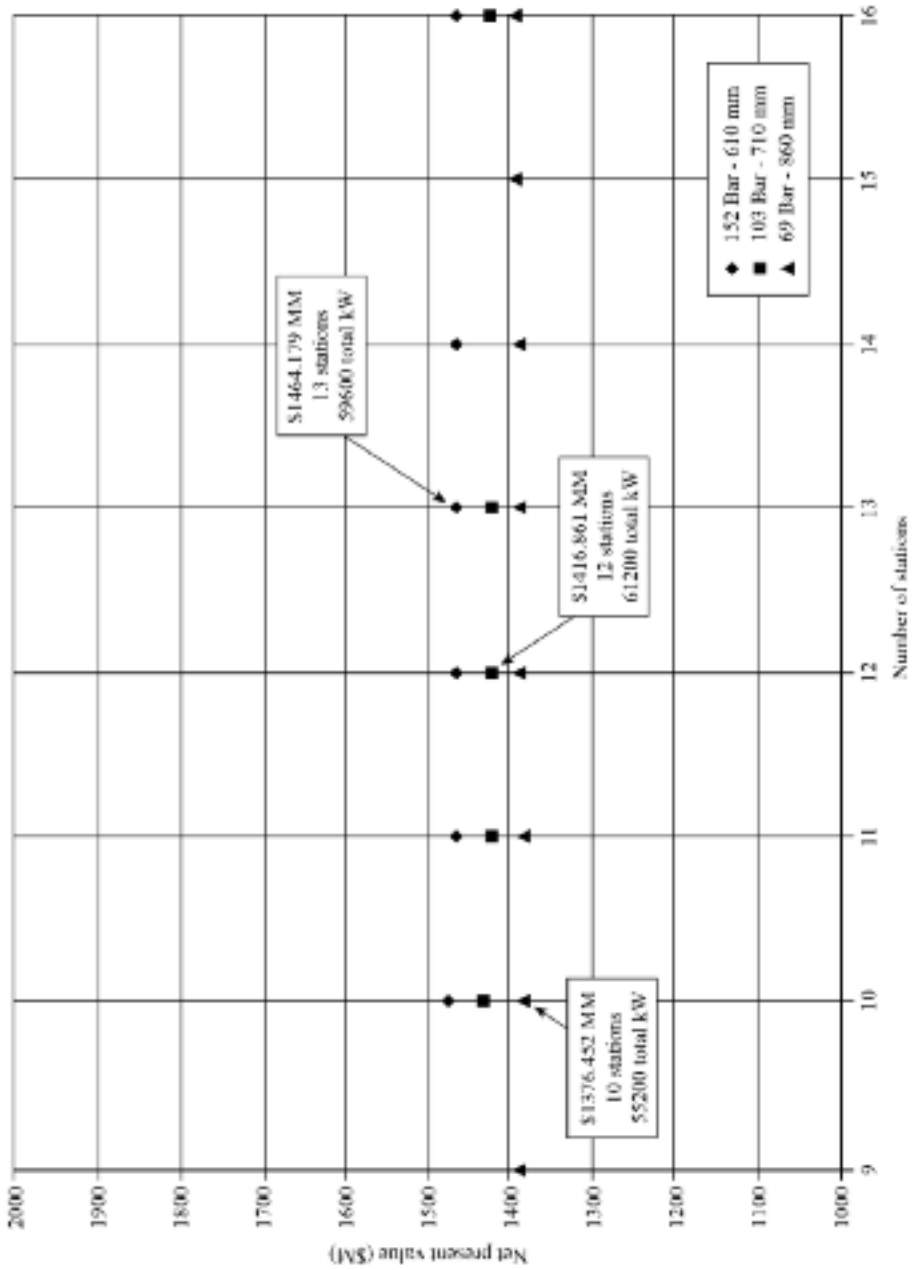 2000
1900
1800
1700
1600
1500
1400
1300
1200
1100
1000
Net present value ($M)
9
10
11
12
13
14
15
16
Number of stations
$1376.452 MM
10 stations
55200 total kW
$1416.861 MM
12 stations
61200 total kW
$1464.179 MM
13 stations
59600 total kW
152 Bar - 610 mm
103 Bar - 710 mm
69 Bar - 860 mm